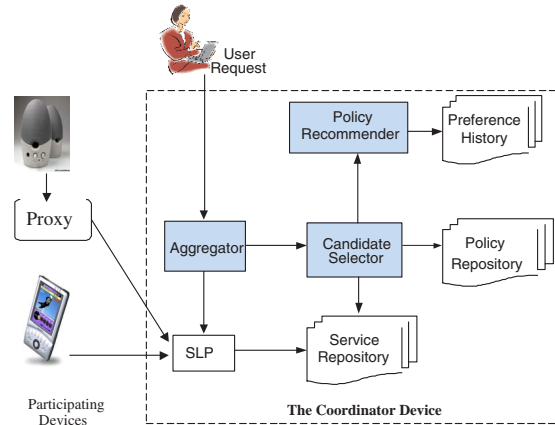 User
Request
Policy
Recommender
Preference
History
Proxy
Aggregator
Candidate
Selector
Policy
Repository
SLP
Service
Repository
Participating
Devices
The Coordinator Device